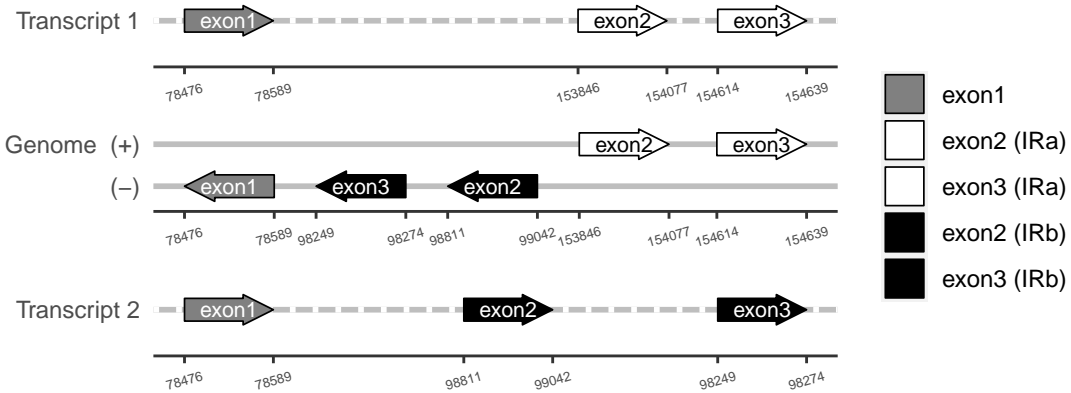 Transcript 1 exon1 exon2 exon3
78476 78589 153846 154077 154614 154639
Genome (+) exon2 exon3
(−) exon1 exon3 exon2
78476 78589 98249 98274 98811 99042 153846 154077 154614 154639
Transcript 2 exon1 exon2 exon3
78476 78589 98811 99042 98249 98274
exon1
exon2 (IRa)
exon3 (IRa)
exon2 (IRb)
exon3 (IRb)